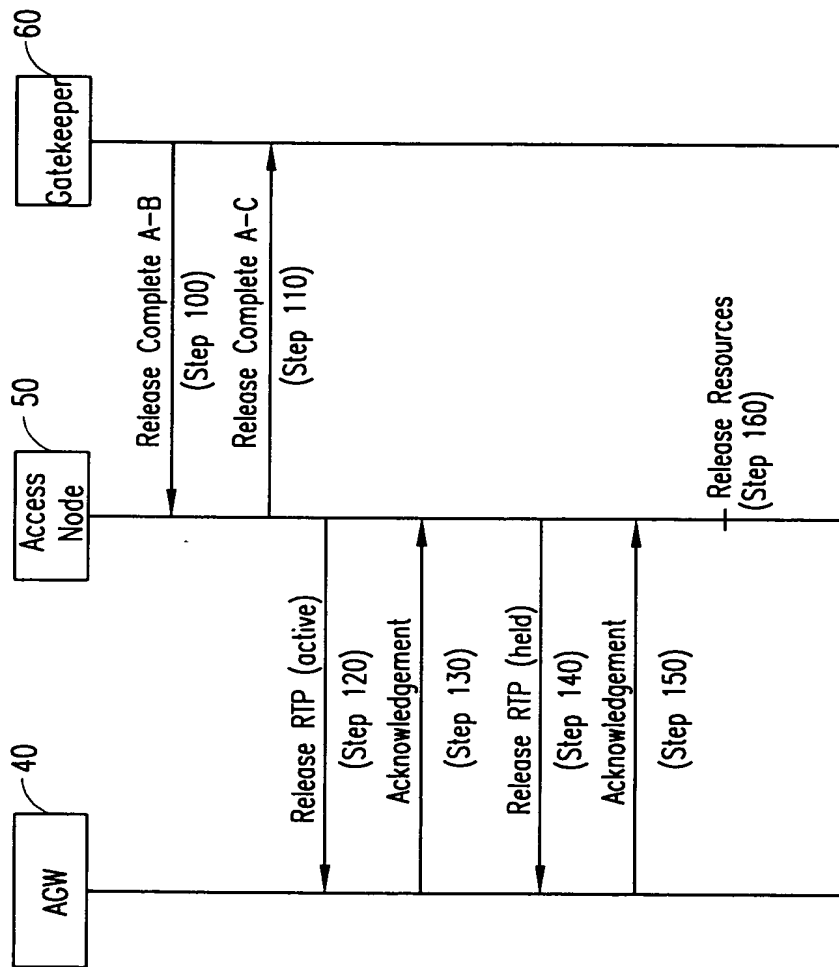 40
AGW
50
Access
Node
60
Gatekeeper
Release Complete A-B
(Step 100)
Release Complete A-C
(Step 110)
Release RTP (active)
(Step 120)
Acknowledgement
(Step 130)
Release RTP (held)
(Step 140)
Acknowledgement
(Step 150)
Release Resources
(Step 160)